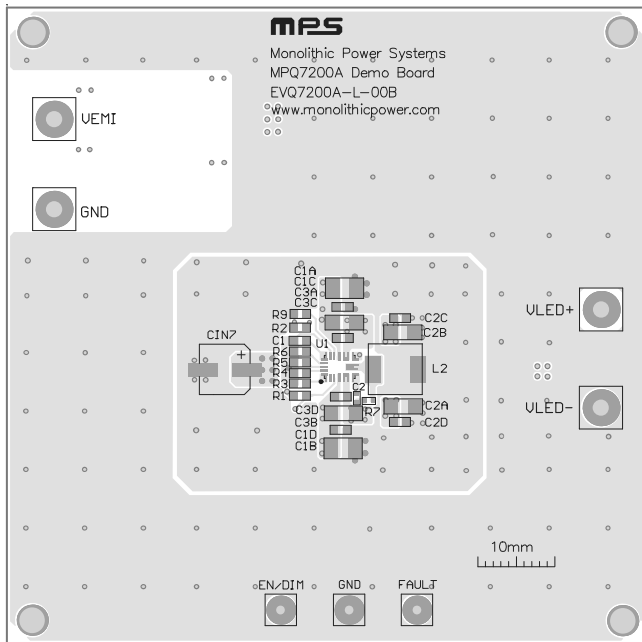 MPS
Monolithic Power Systems
MPQ7200A Demo Board
EVQ7200A-L-00B
www.monolithicpower.com
VEMI
GND
C1A
C1C
C3A
C3C
R9
R2
C1
U1
R6
R5
R4
R3
R1
CIN7
+
C2C
C2B
L2
C2
R7
C2A
C2D
C3D
C3B
C1D
C1B
VLED+
VLED-
10mm
EN/DIM
GND
FAULT